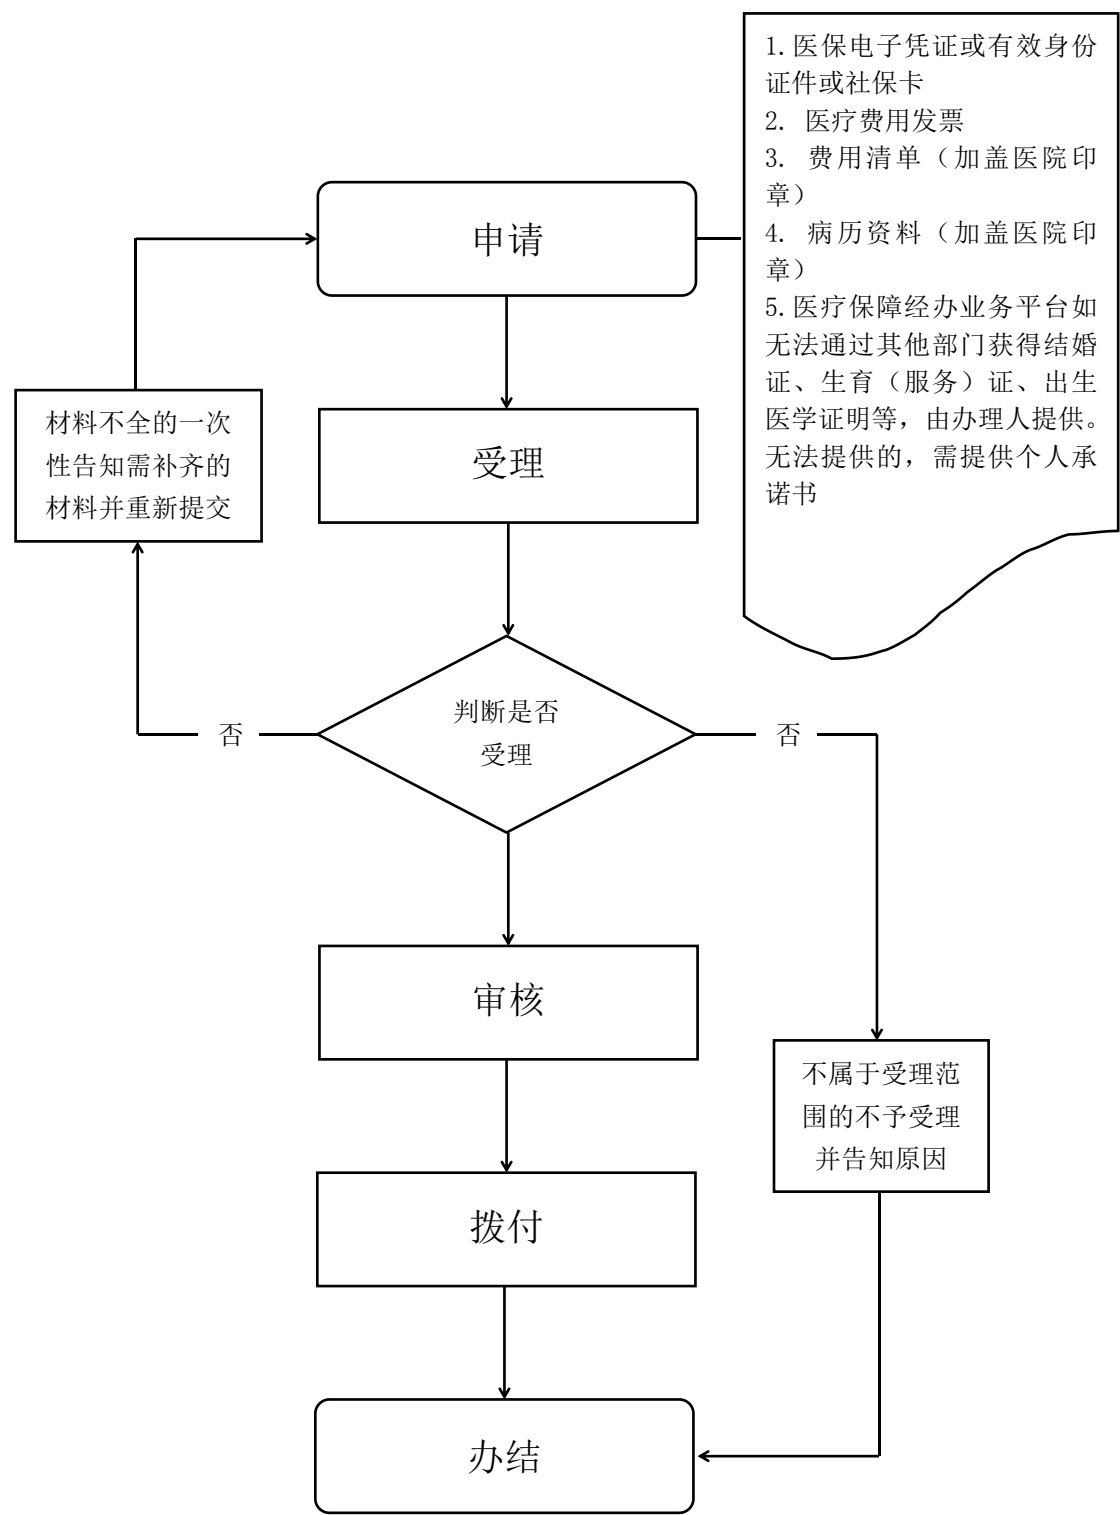 1.医保电子凭证或有效身份
证件或社保卡
2. 医疗费用发票
3. 费用清单（加盖医院印
章）
4. 病历资料（加盖医院印
章）
5.医疗保障经办业务平台如
无法通过其他部门获得结婚
证、生育（服务）证、出生
医学证明等，由办理人提供。
无法提供的，需提供个人承
诺书
申请
材料不全的一次
性告知需补齐的
材料并重新提交
受理
判断是否
受理
否
否
审核
不属于受理范
围的不予受理
并告知原因
拨付
办结